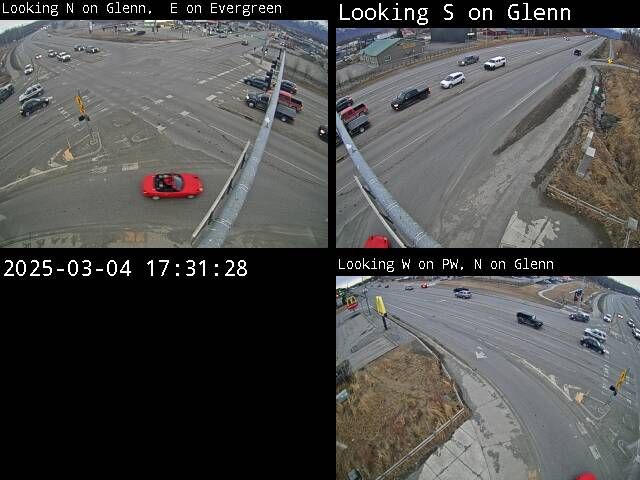 Looking N on Glenn,  E on Evergreen
Looking S on Glenn
2025-03-04 17:31:28
Looking W on PW, N on Glenn